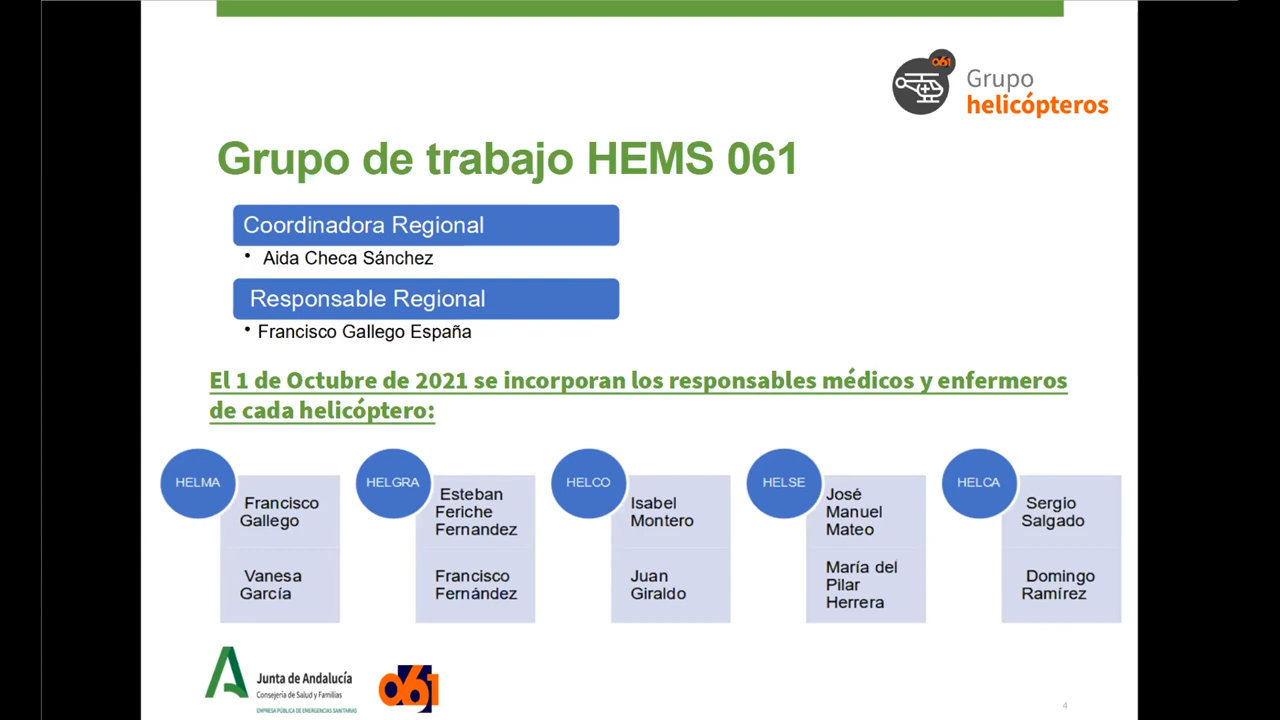 061
Grupo
helicópteros
Grupo de trabajo HEMS 061
Coordinadora Regional
• Aida Checa Sánchez
Responsable Regional
• Francisco Gallego España
El 1 de Octubre de 2021 se incorporan los responsables médicos y enfermeros
de cada helicóptero:
HELMA
Francisco
Gallego
Vanesa
García
HELGRA
Esteban
Feriche
Fernandez
Francisco
Fernández
HELCO
Isabel
Montero
Juan
Giraldo
HELSE
José
Manuel
Mateo
María del
Pilar
Herrera
HELCA
Sergio
Salgado
Domingo
Ramírez
Junta de Andalucía
Consejería de Salud y Familias
EMPRESA PÚBLICA DE EMERGENCIAS SANITARIAS
061
4